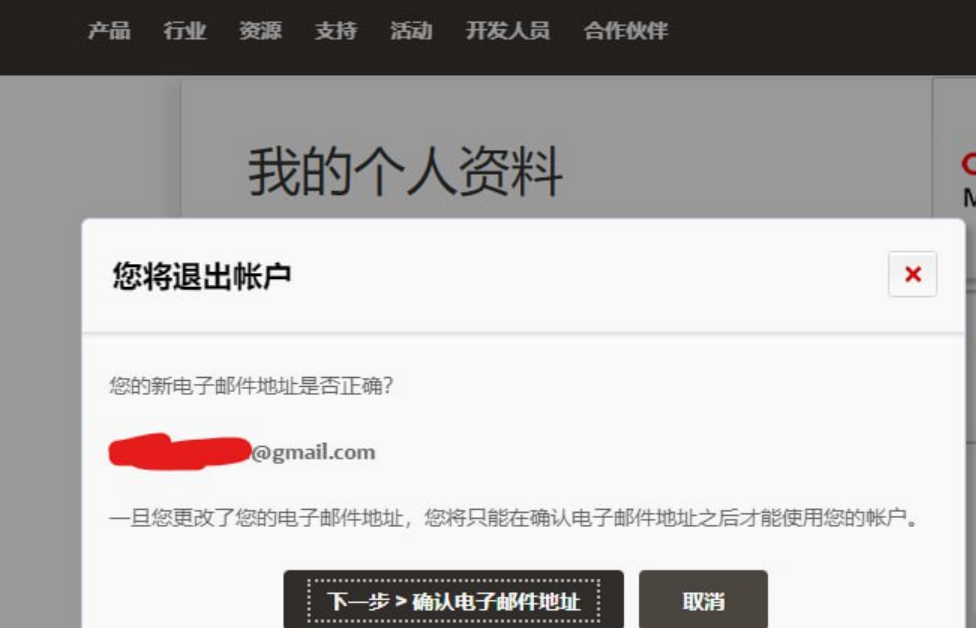 产品 行业 资源 支持 活动 开发人员 合作伙伴
我的个人资料
您将退出帐户
您的新电子邮件地址是否正确?
@gmail.com
一旦您更改了您的电子邮件地址，您将只能在确认电子邮件地址之后才能使用您的帐户。
下一步 > 确认电子邮件地址 取消